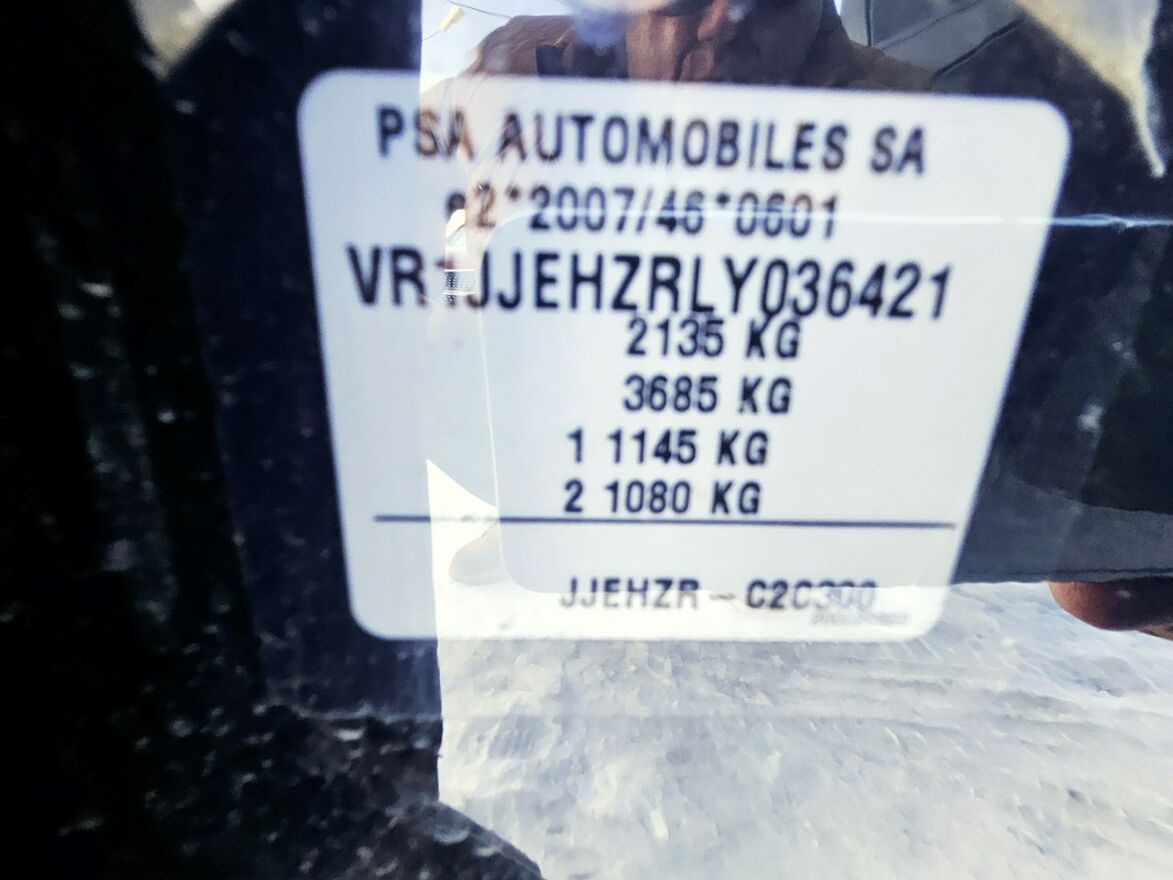 PSA AUTOMOBILES SA
e2*2007/46*0601
VR1JJEHZRLY036421
2135 KG
3685 KG
1 1145 KG
2 1080 KG
JJEHZR - C2C300